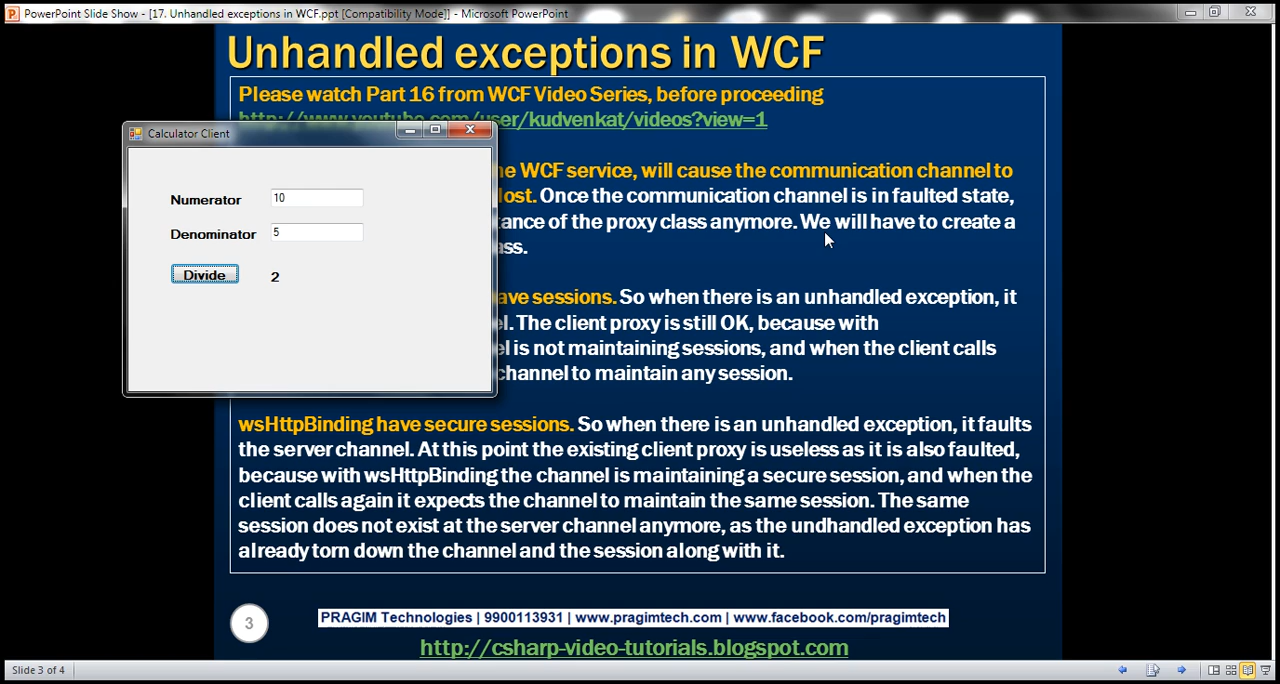 PowerPoint Slide Show - [17. Unhandled exceptions in WCF.ppt [Compatibility Mode]] - Microsoft PowerPoint
Unhandled exceptions in WCF
Please watch Part 16 from WCF Video Series, before proceeding
http://www.youtube.com/user/kudvenkat/videos?view=1
Calculator Client
Numerator 10
Denominator 5
Divide 2
WCF service, will cause the communication channel to
lost. Once the communication channel is in faulted state,
of the proxy class anymore. We will have to create a
sessions. So when there is an unhandled exception, it
The client proxy is still OK, because with
is not maintaining sessions, and when the client calls
channel to maintain any session.
wsHttpBinding have secure sessions. So when there is an unhandled exception, it faults
the server channel. At this point the existing client proxy is useless as it is also faulted,
because with wsHttpBinding the channel is maintaining a secure session, and when the
client calls again it expects the channel to maintain the same session. The same
session does not exist at the server channel anymore, as the undhandled exception has
already torn down the channel and the session along with it.
3
PRAGIM Technologies | 9900113931 | www.pragimtech.com | www.facebook.com/pragimtech
http://csharp-video-tutorials.blogspot.com
Slide 3 of 4